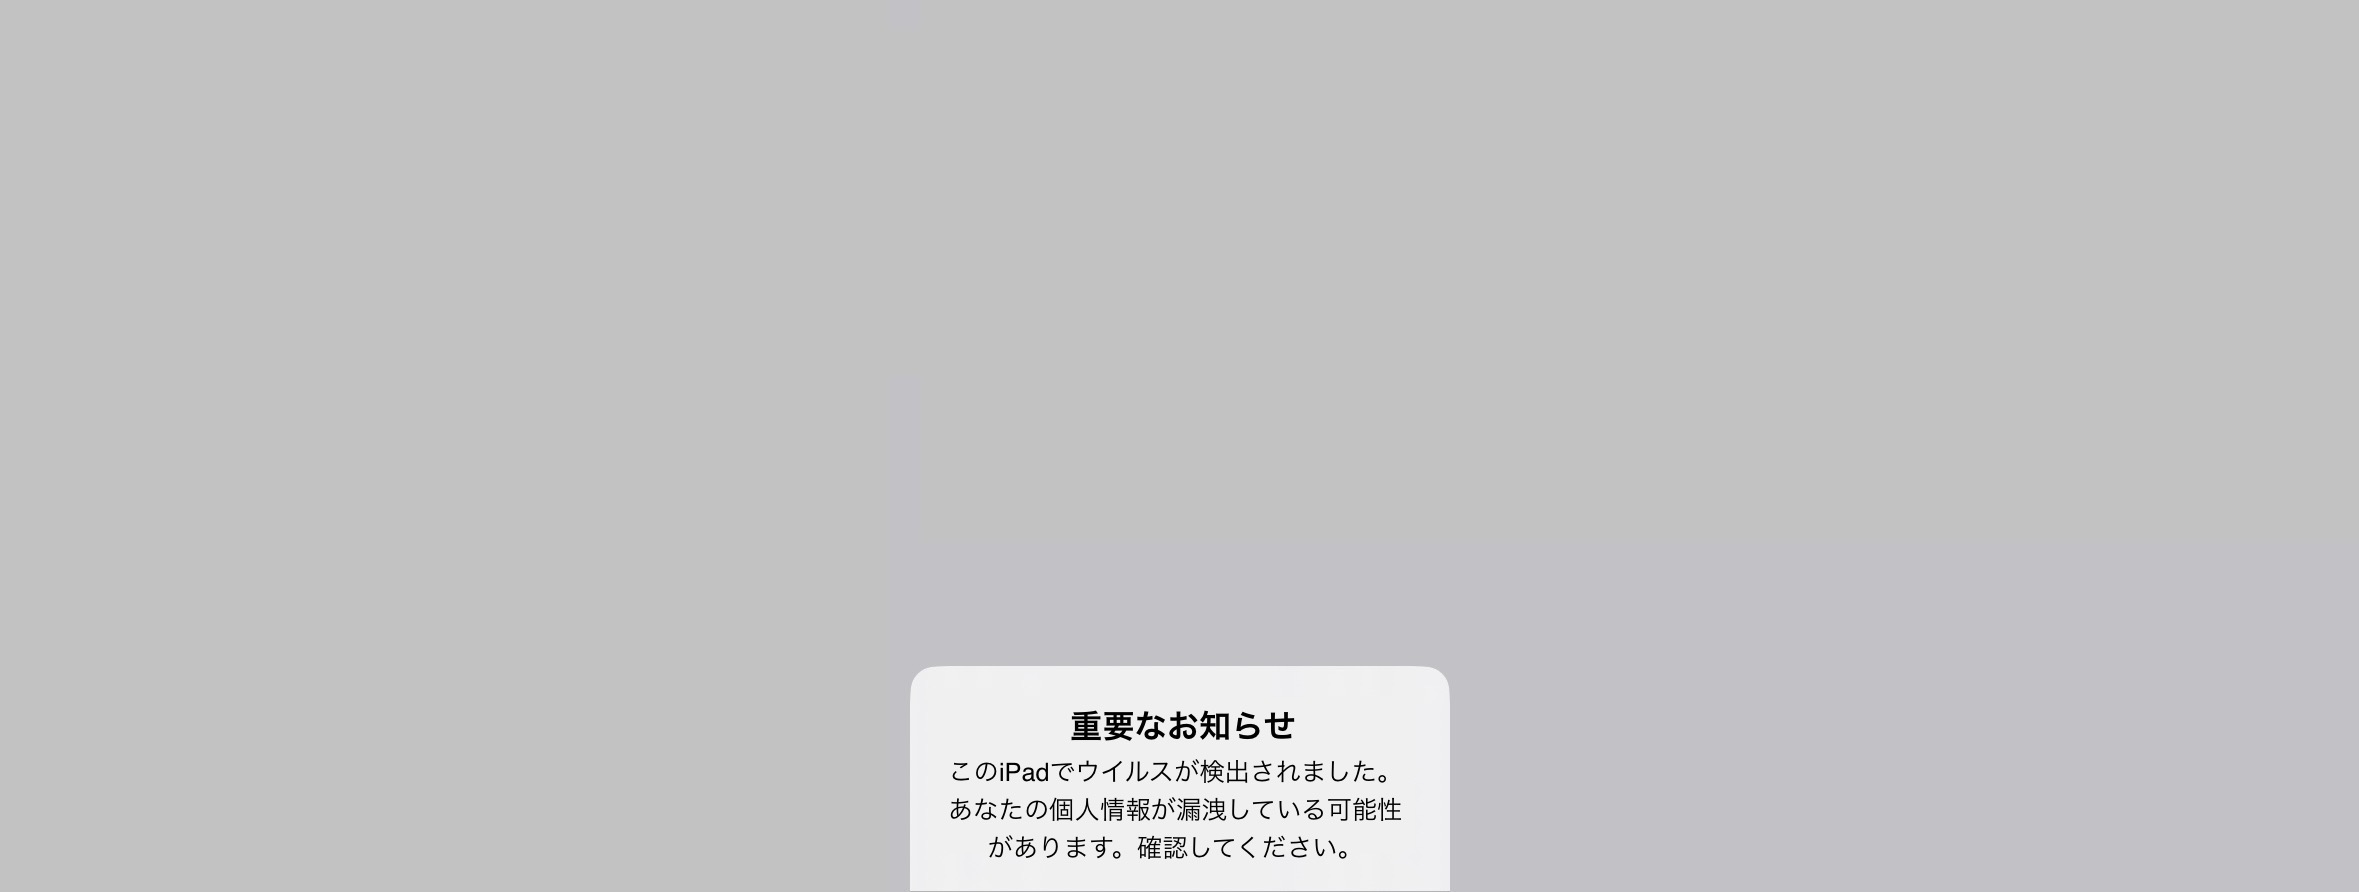 重要なお知らせ
このiPadでウイルスが検出されました。
あなたの個人情報が漏洩している可能性
があります。確認してください。